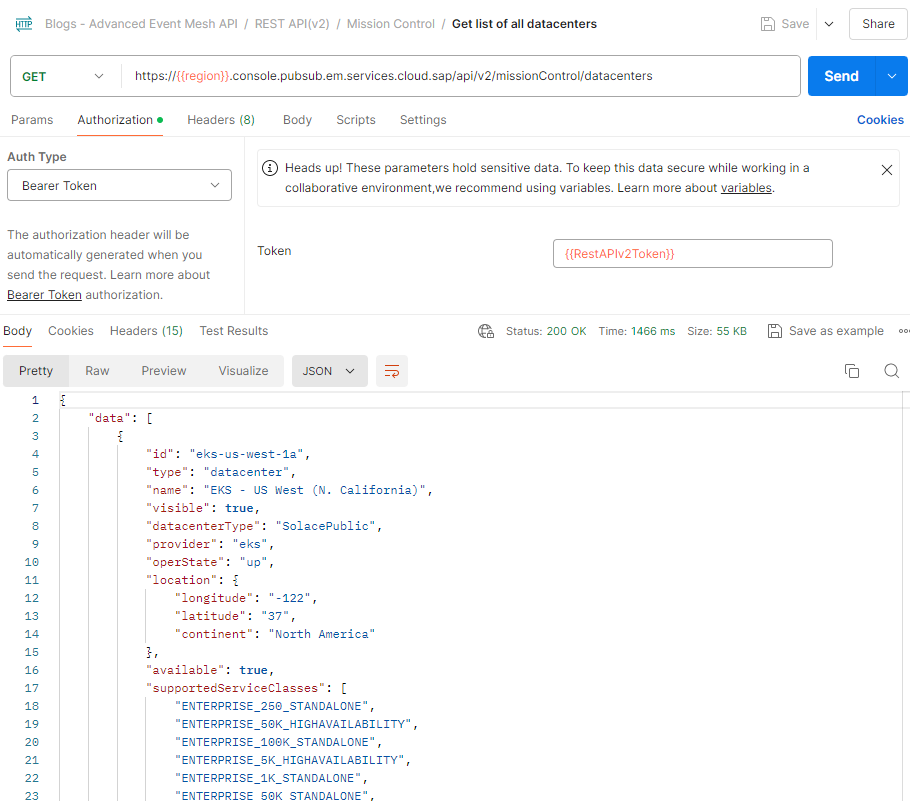 HTTP Blogs - Advanced Event Mesh API / REST API(v2) / Mission Control / Get list of all datacenters Save Share
GET https://{{region}}.console.pubsub.em.services.cloud.sap/api/v2/missionControl/datacenters Send
Params Authorization Headers (8) Body Scripts Settings Cookies
Auth Type
Bearer Token
The authorization header will be
automatically generated when you
send the request. Learn more about
Bearer Token authorization.
Heads up! These parameters hold sensitive data. To keep this data secure while working in a
collaborative environment,we recommend using variables. Learn more about variables.
Token {{RestAPIv2Token}}
Body Cookies Headers (15) Test Results Status: 200 OK Time: 1466 ms Size: 55 KB Save as example
Pretty Raw Preview Visualize JSON
1 {
2 "data": [
3 {
4 "id": "eks-us-west-1a",
5 "type": "datacenter",
6 "name": "EKS - US West (N. California)",
7 "visible": true,
8 "datacenterType": "SolacePublic",
9 "provider": "eks",
10 "operState": "up",
11 "location": {
12 "longitude": "-122",
13 "latitude": "37",
14 "continent": "North America"
15 },
16 "available": true,
17 "supportedServiceClasses": [
18 "ENTERPRISE_250_STANDALONE",
19 "ENTERPRISE_50K_HIGHAVAILABILITY",
20 "ENTERPRISE_100K_STANDALONE",
21 "ENTERPRISE_5K_HIGHAVAILABILITY",
22 "ENTERPRISE_1K_STANDALONE",
23 "ENTERPRISE_50K_STANDALONE",